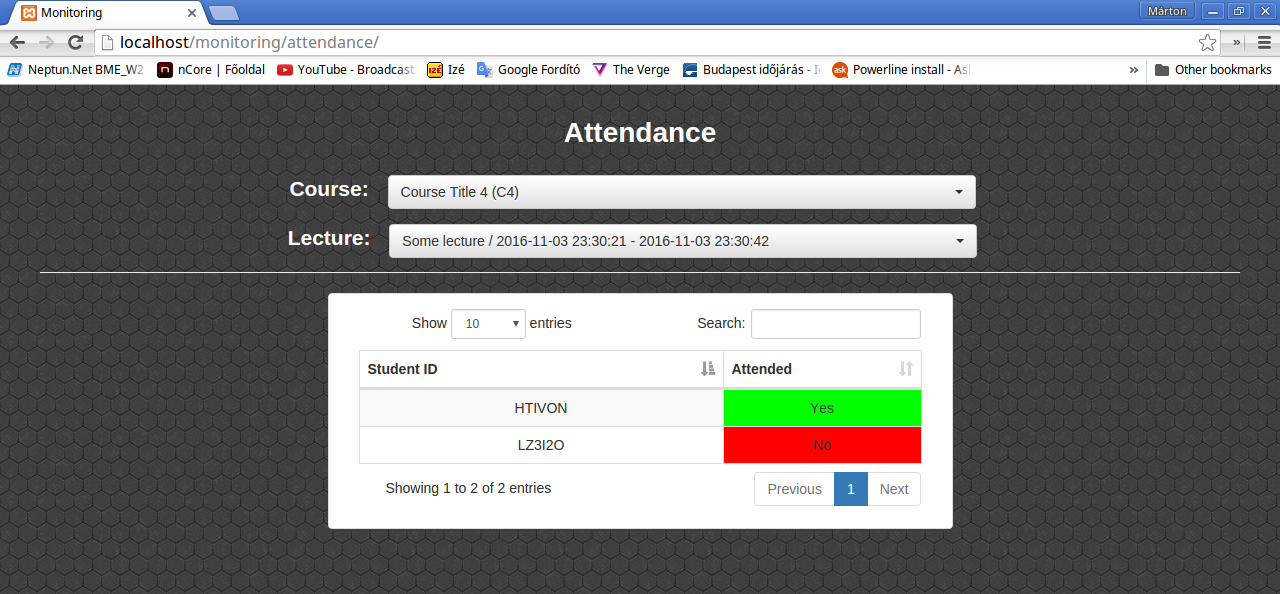 Monitoring
Márton
localhost/monitoring/attendance/
Neptun.Net BME_W2
nCore | Főoldal
YouTube - Broadcast
IZÉ
Izé
Google Fordító
The Verge
Budapest időjárás - I
ask
Powerline install - As
Other bookmarks
Attendance
Course: Course Title 4 (C4)
Lecture: Some lecture / 2016-11-03 23:30:21 - 2016-11-03 23:30:42
Show 10 entries Search:
Student ID Attended
HTIVON Yes
LZ3I2O No
Showing 1 to 2 of 2 entries Previous 1 Next